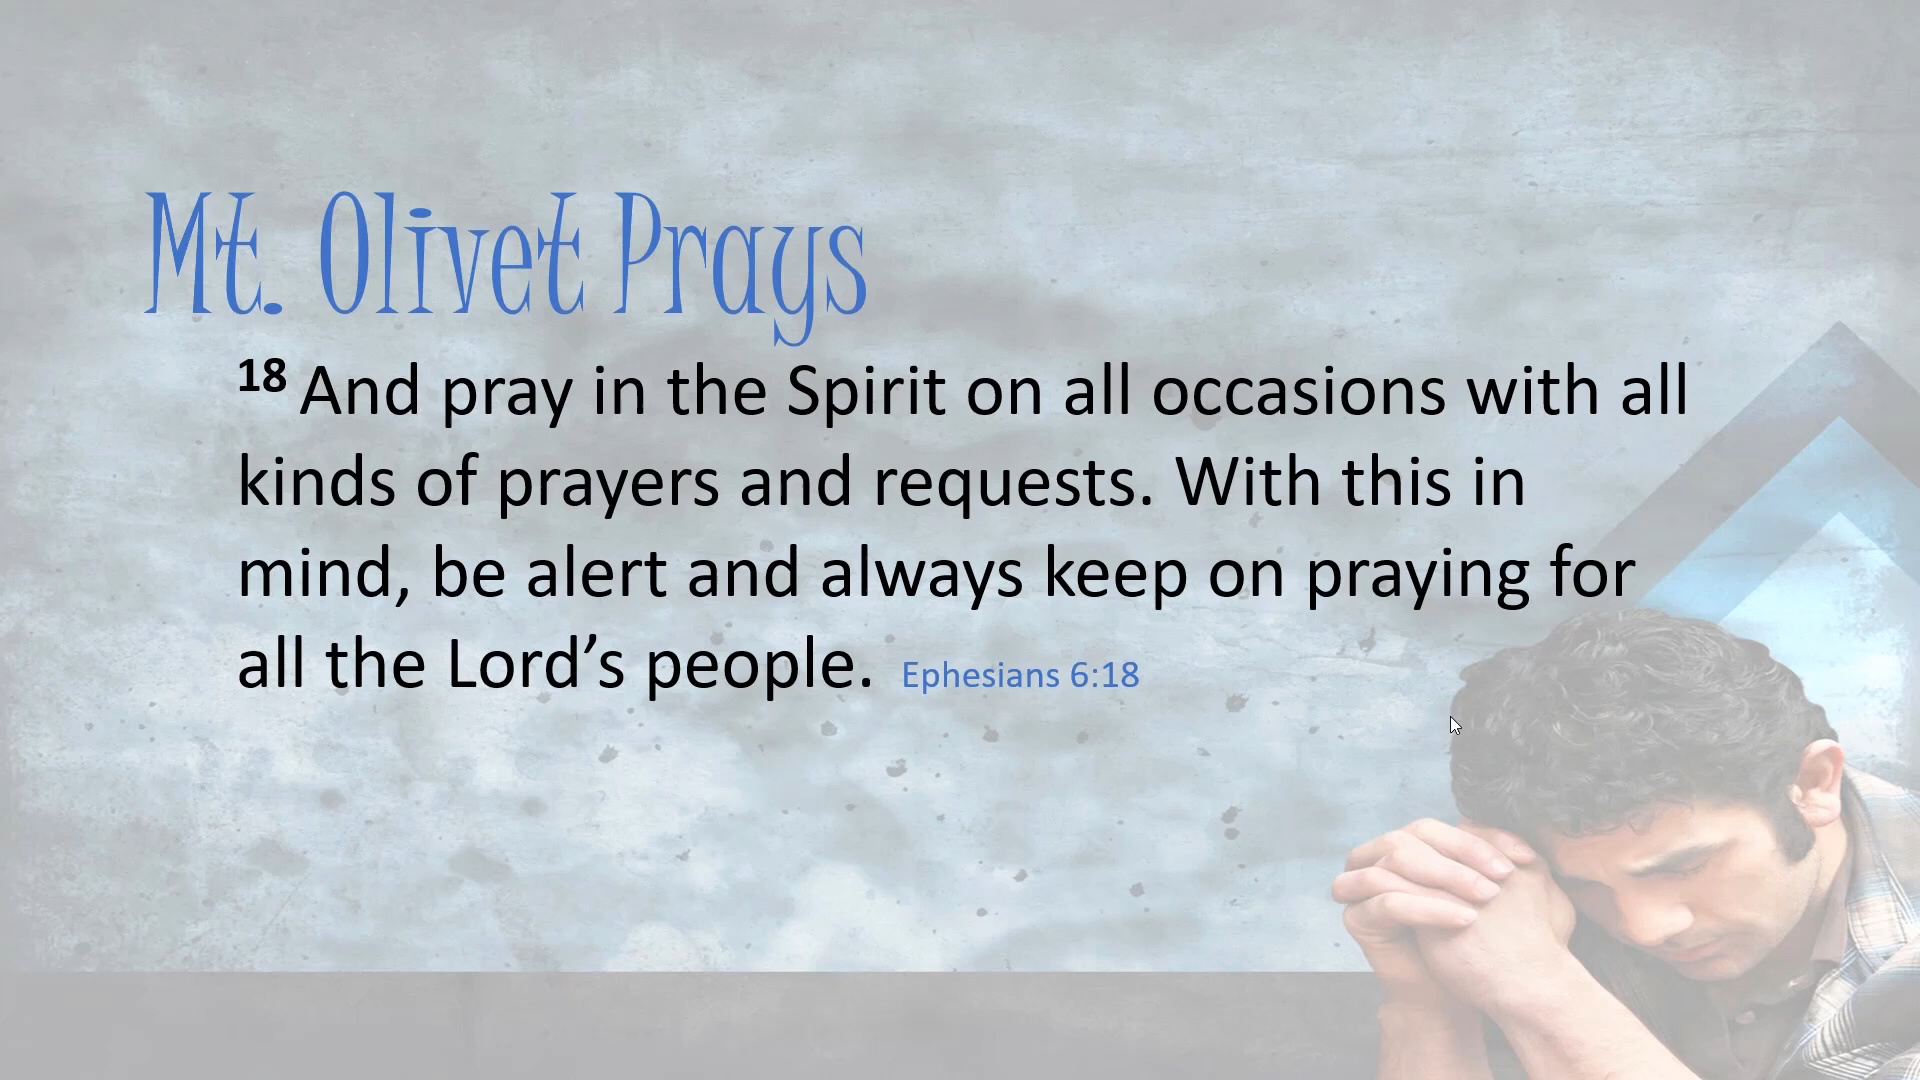 Mt. Olivet Prays
18 And pray in the Spirit on all occasions with all
kinds of prayers and requests. With this in
mind, be alert and always keep on praying for
all the Lord’s people. Ephesians 6:18